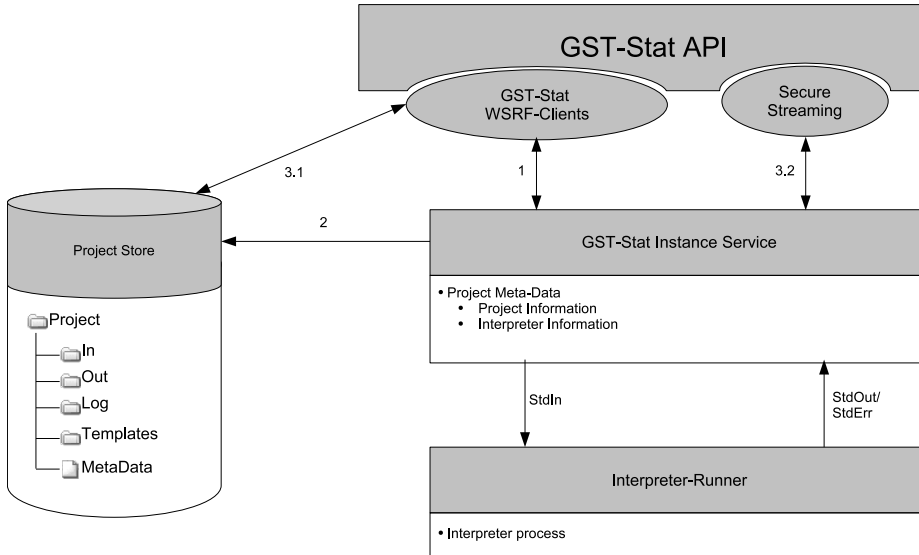 GST-Stat API
GST-Stat
WSRF-Clients
Secure
Streaming
3.1
1
3.2
2
Project Store
GST-Stat Instance Service
• Project Meta-Data
• Project Information
• Interpreter Information
Project
In
Out
Log
Templates
MetaData
StdIn
StdOut/
StdErr
Interpreter-Runner
• Interpreter process